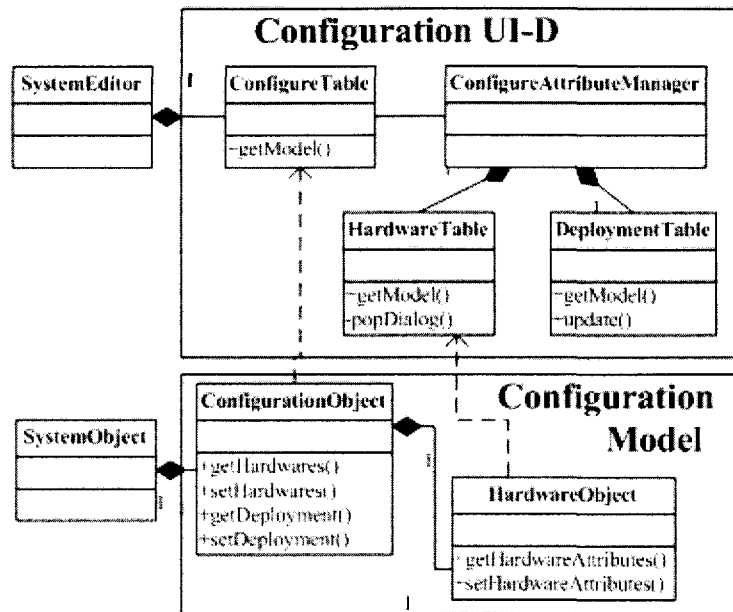 Configuration UI-D
SystemEditor
1
ConfigureTable
ConfigureAttributeManager
~getModel()
HardwareTable
DeploymentTable
~getModel()
-popDialog()
~getModel()
~update()
ConfigurationObject
Configuration
Model
SystemObject
+getHardwares()
+setHardwares()
+getDeployment()
+setDeployment()
HardwareObject
+getHardwareAttributes()
+setHardwareAttributes()